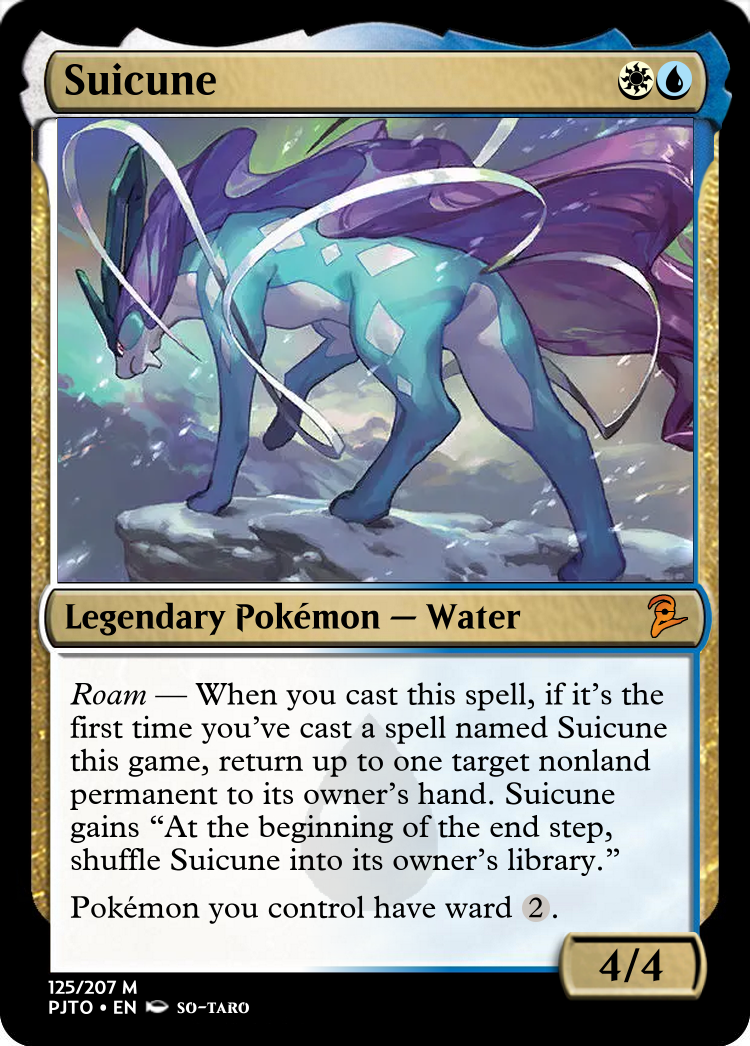 Suicune
Legendary Pokémon — Water
Roam — When you cast this spell, if it's the
first time you've cast a spell named Suicune
this game, return up to one target nonland
permanent to its owner's hand. Suicune
gains “At the beginning of the end step,
shuffle Suicune into its owner's library.”
Pokémon you control have ward 2.
4/4
125/207 M
PJTO • EN SO-TARO